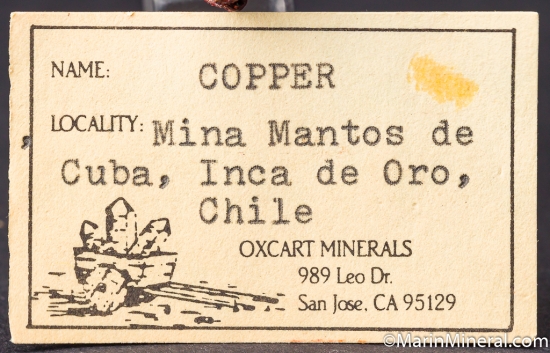 NAME: COPPER
LOCALITY: Mina Mantos de
Cuba, Inca de Oro,
Chile
OXCART MINERALS
989 Leo Dr.
San Jose, CA 95129
©MarinMineral.com